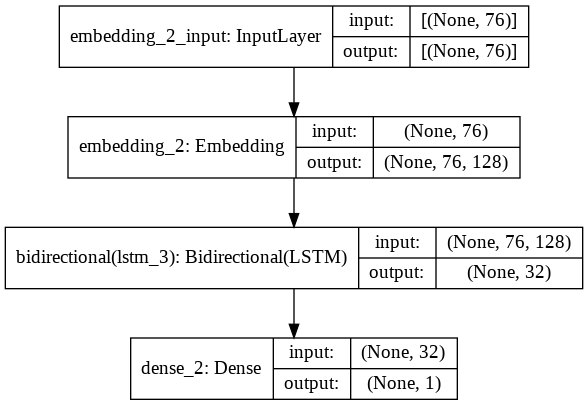 embedding_2_input: InputLayer
input:
[(None, 76)]
output:
[(None, 76)]
embedding_2: Embedding
input:
(None, 76)
output:
(None, 76, 128)
bidirectional(lstm_3): Bidirectional(LSTM)
input:
(None, 76, 128)
output:
(None, 32)
dense_2: Dense
input:
(None, 32)
output:
(None, 1)